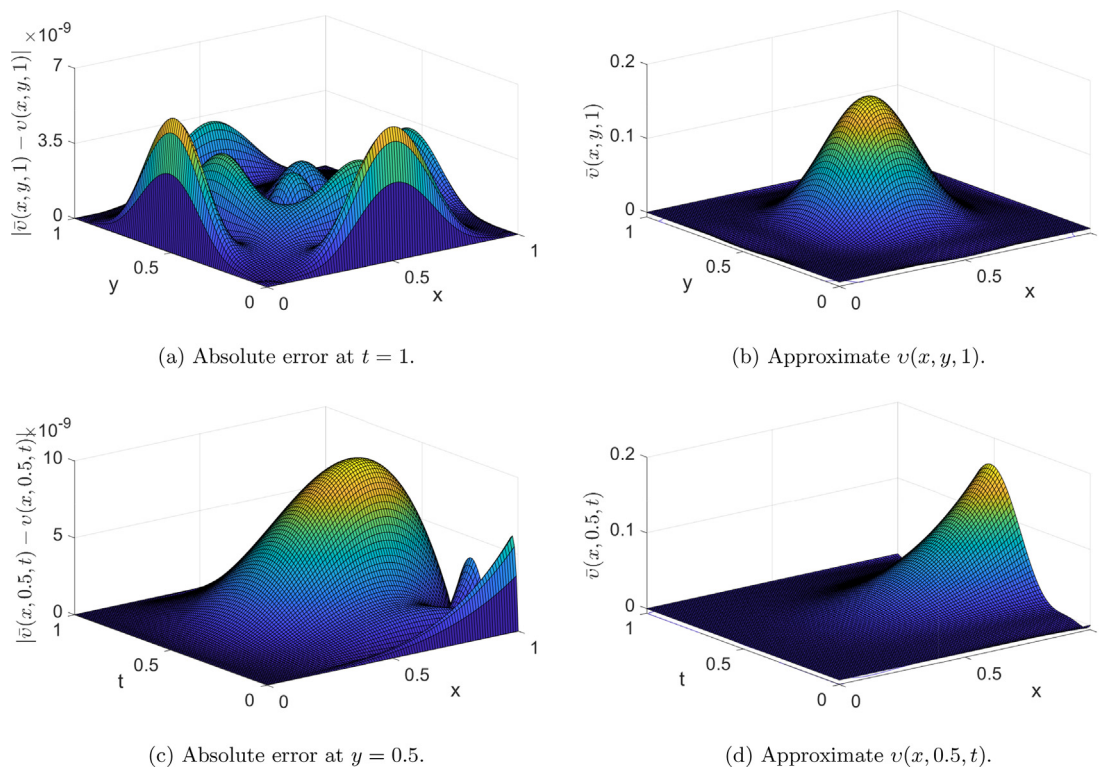 ×10^-9
|ῡ(x, y, 1) − υ(x, y, 1)|
7
3.5
0
1
0.5
0
y
0
0.5
1
x
(a) Absolute error at t = 1.
ῡ(x, y, 1)
0.2
0.1
0
1
0.5
0
y
0
0.5
x
(b) Approximate υ(x, y, 1).
×10^-9
|ῡ(x, 0.5, t) − υ(x, 0.5, t)|
10
5
0
1
0.5
0
t
0
0.5
1
x
(c) Absolute error at y = 0.5.
ῡ(x, 0.5, t)
0.2
0.1
0
1
0.5
0
t
0
0.5
x
(d) Approximate υ(x, 0.5, t).